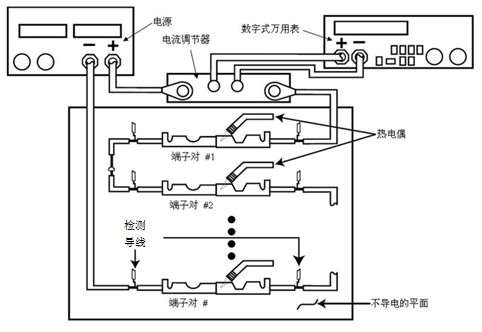 电源
电流调节器
数字式万用表
− +
+ −
热电偶
端子对 #1
端子对 #2
检测
导线
端子对 #
不导电的平面